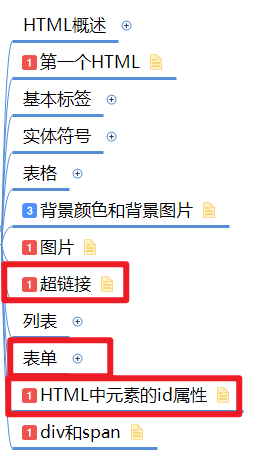 HTML概述
1 第一个HTML
基本标签
实体符号
表格
3 背景颜色和背景图片
1 图片
1 超链接
列表
表单
1 HTML中元素的id属性
1 div和span